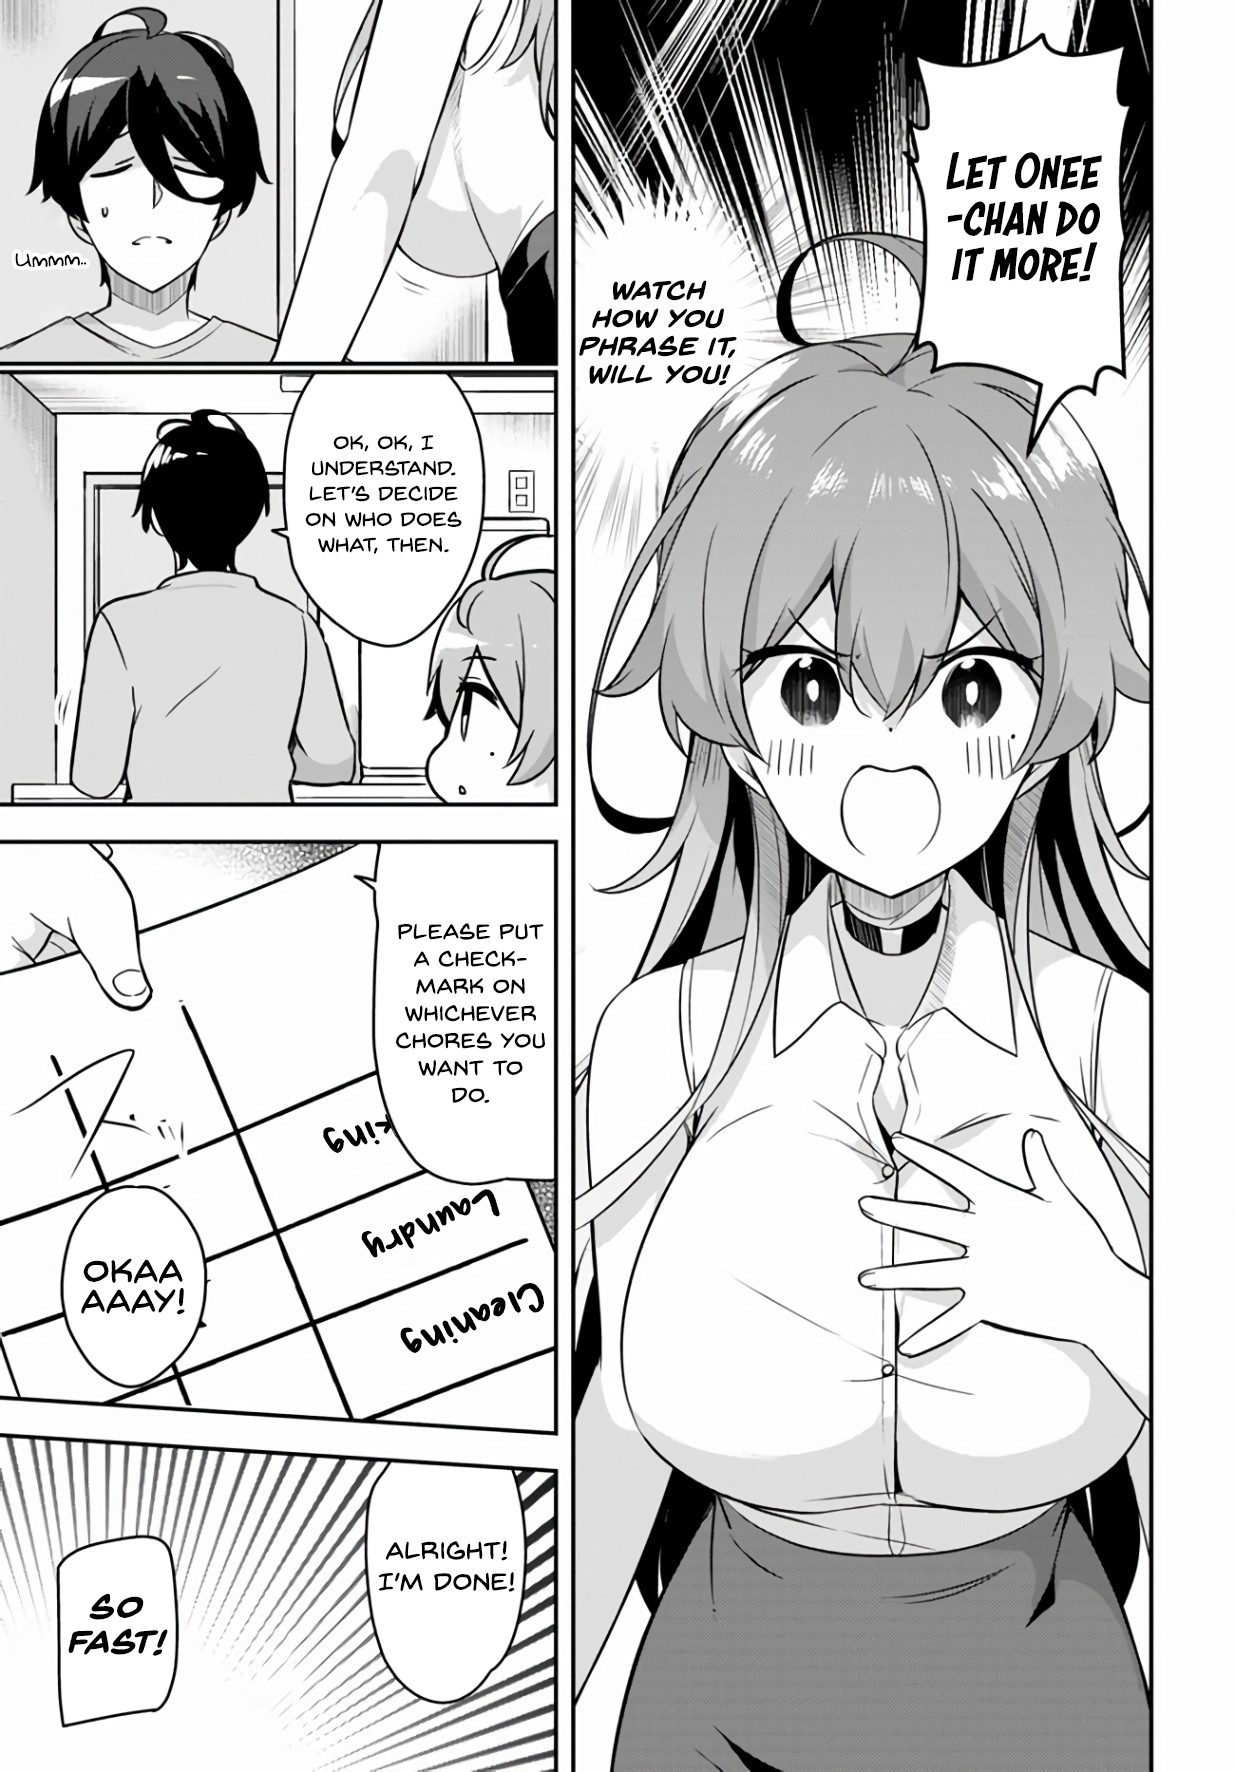 LET ONEE
-CHAN DO
IT MORE!
WATCH
HOW YOU
PHRASE IT,
WILL YOU!
Ummm..
OK, OK, I
UNDERSTAND.
LET'S DECIDE
ON WHO DOES
WHAT, THEN.
PLEASE PUT
A CHECK-
MARK ON
WHICHEVER
CHORES YOU
WANT TO
DO.
king
Laundry
Cleaning
OKAA
AAAY!
ALRIGHT!
I'M DONE!
SO
FAST!